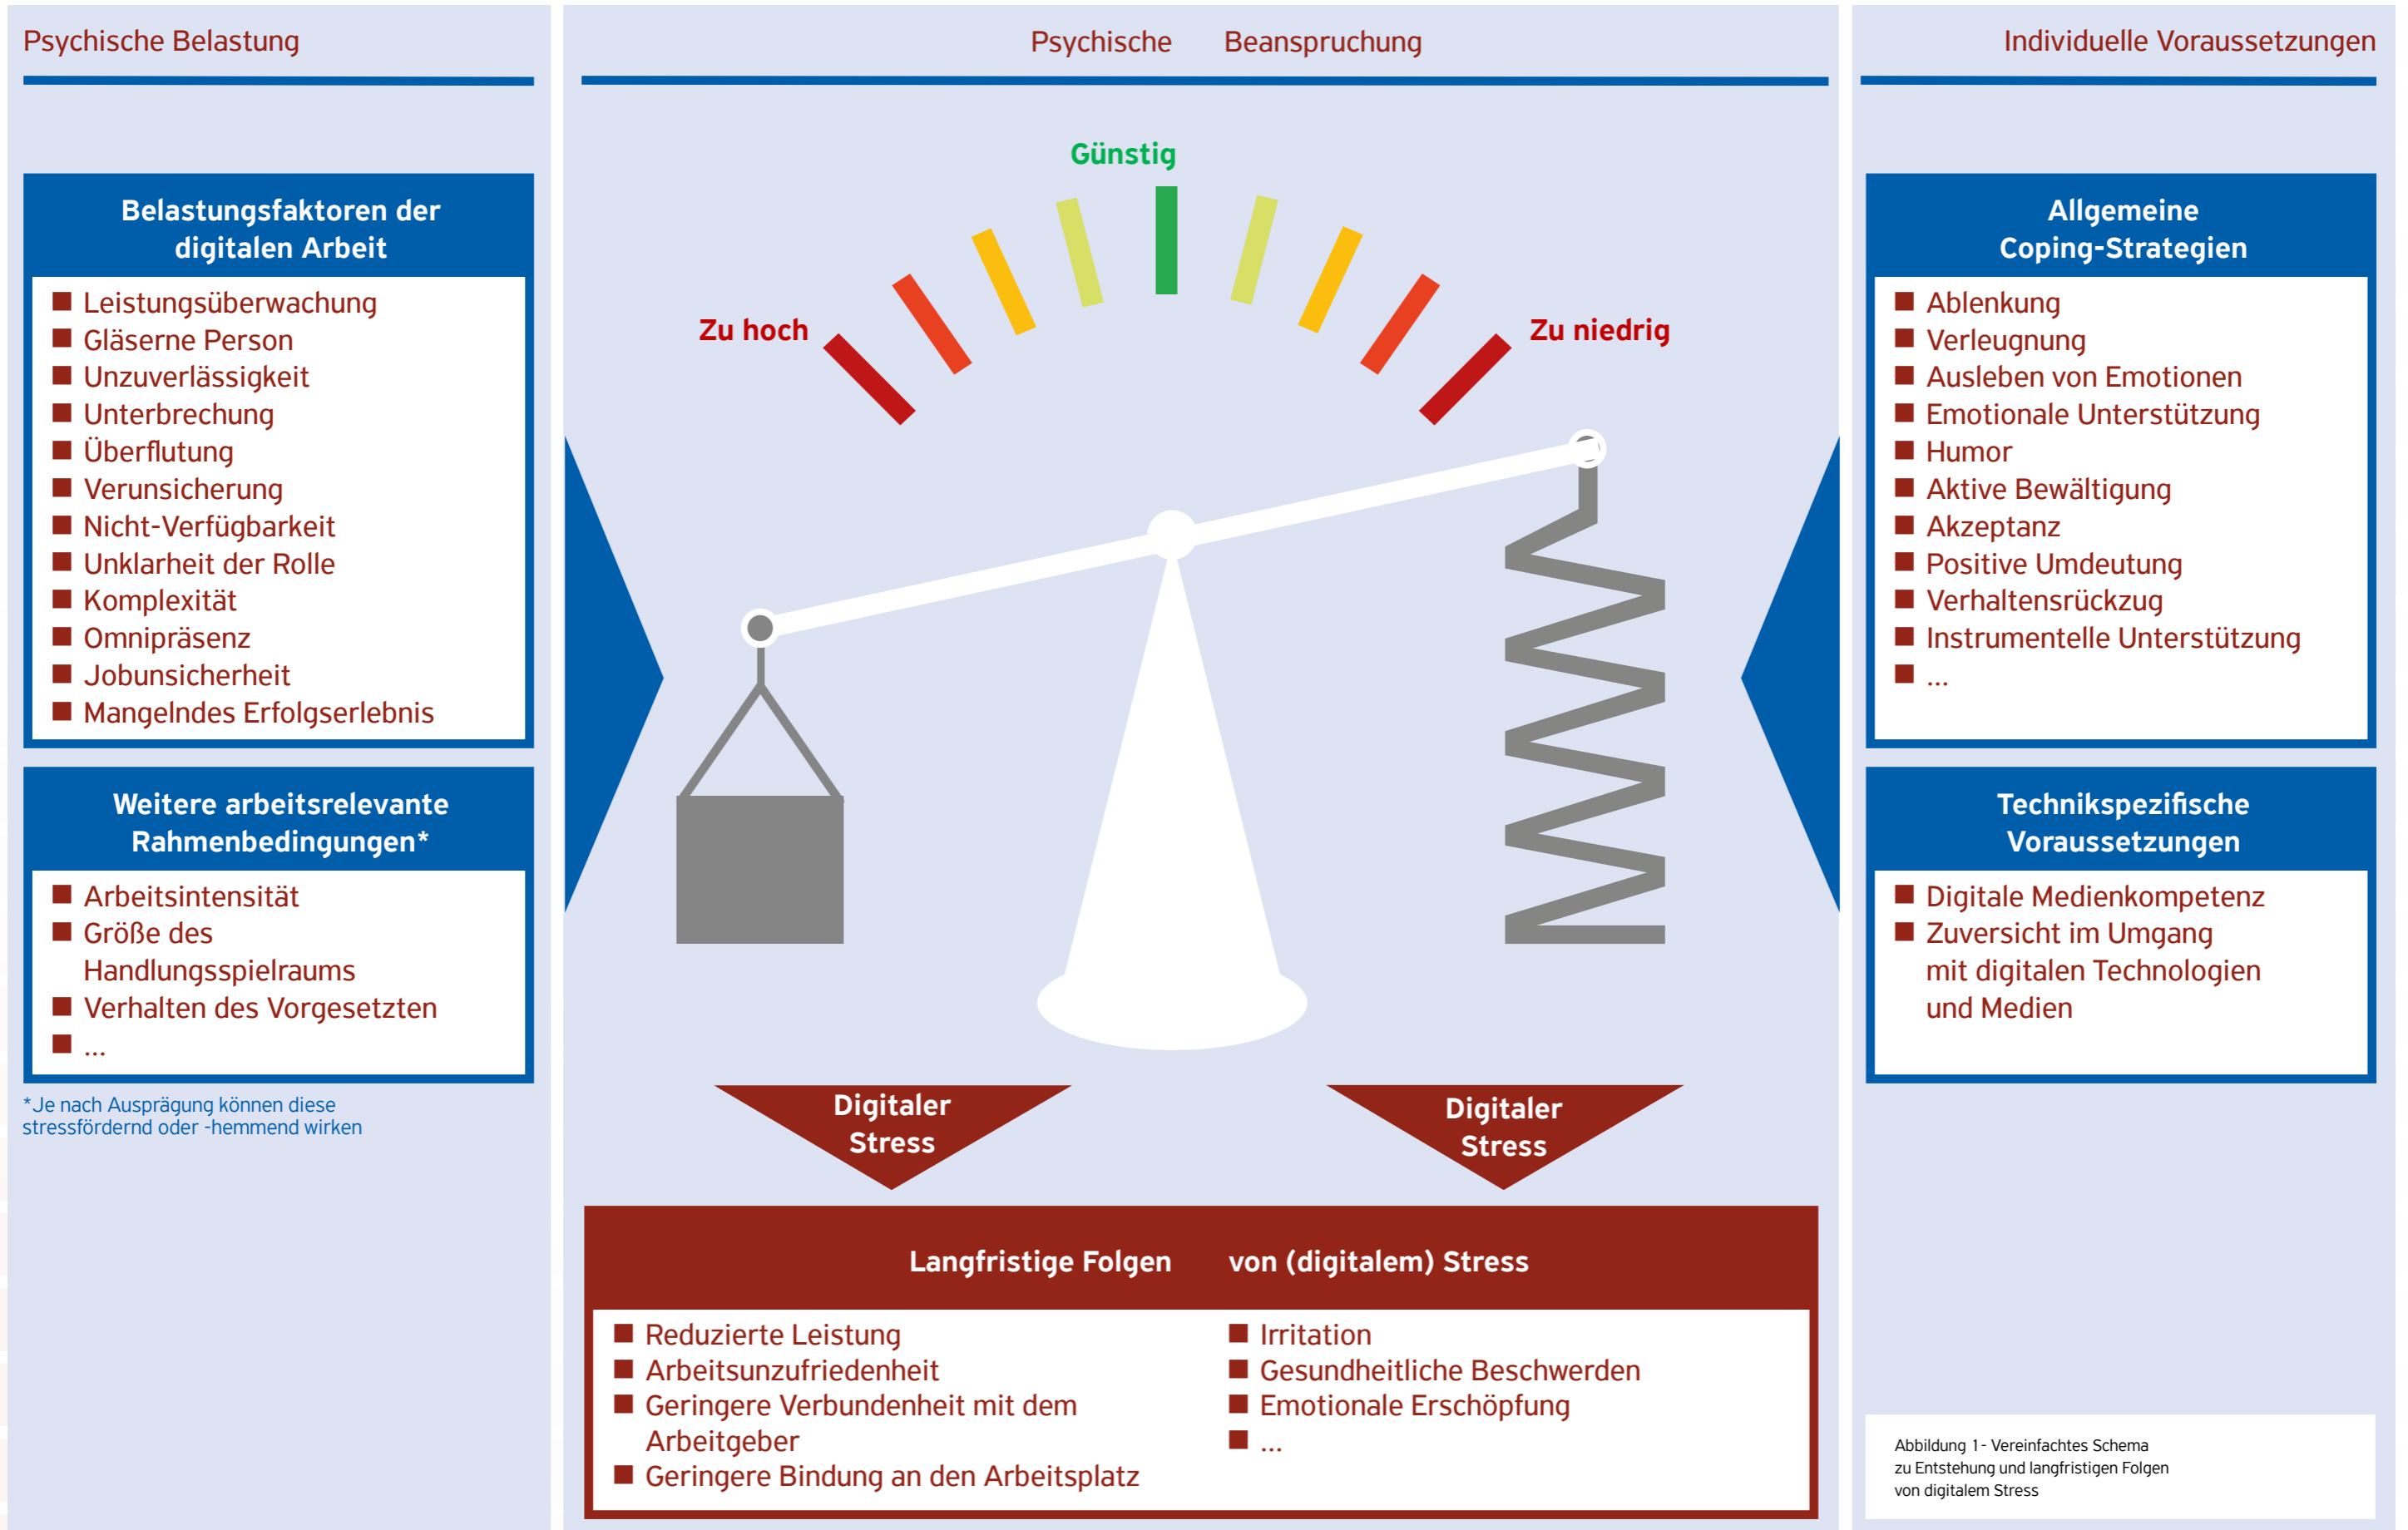 Psychische Belastung
Belastungsfaktoren der
digitalen Arbeit
Leistungsüberwachung
Gläserne Person
Unzuverlässigkeit
Unterbrechung
Überflutung
Verunsicherung
Nicht-Verfügbarkeit
Unklarheit der Rolle
Komplexität
Omnipräsenz
Jobunsicherheit
Mangelndes Erfolgserlebnis
Weitere arbeitsrelevante
Rahmenbedingungen*
Arbeitsintensität
Größe des
Handlungsspielraums
Verhalten des Vorgesetzten
...
*Je nach Ausprägung können diese
stressfördernd oder -hemmend wirken
Psychische Beanspruchung
Günstig
Zu hoch
Zu niedrig
Digitaler
Stress
Digitaler
Stress
Langfristige Folgen von (digitalem) Stress
Reduzierte Leistung
Arbeitsunzufriedenheit
Geringere Verbundenheit mit dem
Arbeitgeber
Geringere Bindung an den Arbeitsplatz
Irritation
Gesundheitliche Beschwerden
Emotionale Erschöpfung
...
Individuelle Voraussetzungen
Allgemeine
Coping-Strategien
Ablenkung
Verleugnung
Ausleben von Emotionen
Emotionale Unterstützung
Humor
Aktive Bewältigung
Akzeptanz
Positive Umdeutung
Verhaltensrückzug
Instrumentelle Unterstützung
...
Technikspezifische
Voraussetzungen
Digitale Medienkompetenz
Zuversicht im Umgang
mit digitalen Technologien
und Medien
Abbildung 1- Vereinfachtes Schema
zu Entstehung und langfristigen Folgen
von digitalem Stress